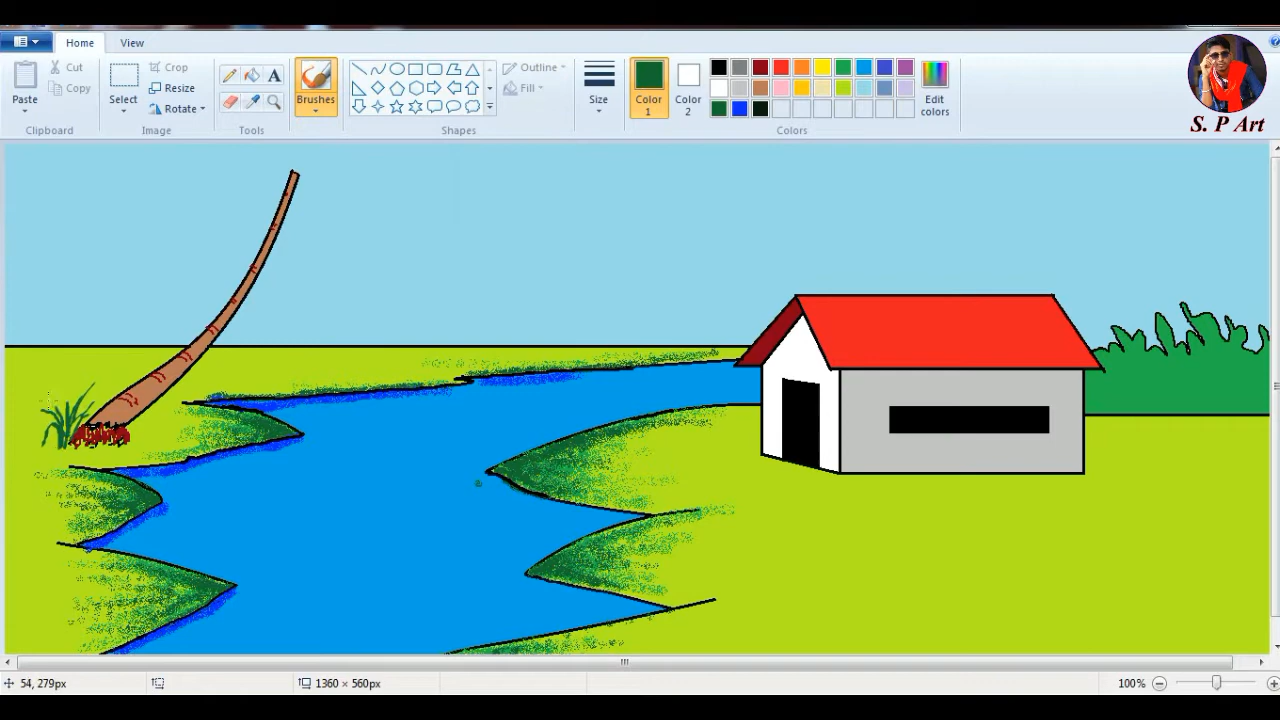 Home
View
Cut
Crop
Outline
Copy
Resize
Fill
Rotate
Paste
Select
Brushes
Size
Color 1
Color 2
Edit colors
A
Clipboard
Image
Tools
Shapes
Colors
S. P Art
54, 279px
1360 × 560px
100%